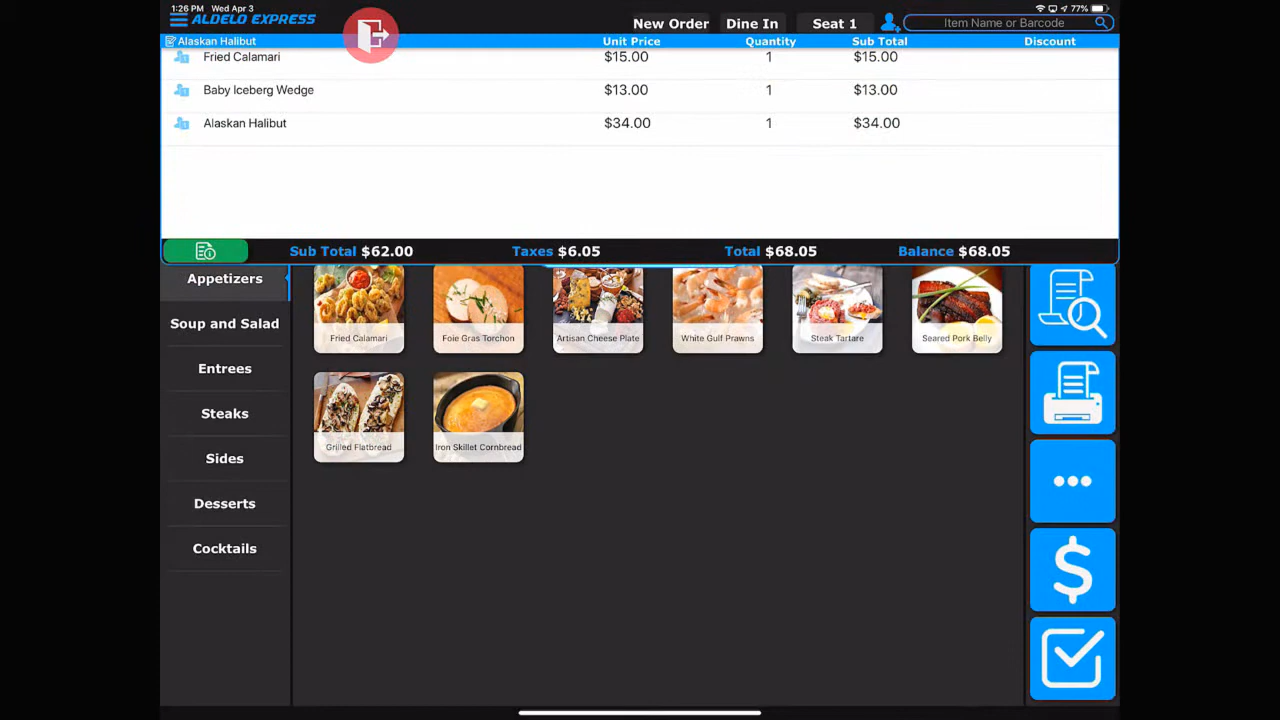 1:26 PM Wed Apr 3 77%
ALDELO EXPRESS New Order Dine In Seat 1 Item Name or Barcode
Alaskan Halibut Unit Price Quantity Sub Total Discount
Fried Calamari $15.00 1 $15.00
Baby Iceberg Wedge $13.00 1 $13.00
Alaskan Halibut $34.00 1 $34.00
Sub Total $62.00 Taxes $6.05 Total $68.05 Balance $68.05
Appetizers
Soup and Salad
Entrees
Steaks
Sides
Desserts
Cocktails
Fried Calamari
Foie Gras Torchon
Artisan Cheese Plate
White Gulf Prawns
Steak Tartare
Seared Pork Belly
Grilled Flatbread
Iron Skillet Cornbread
$